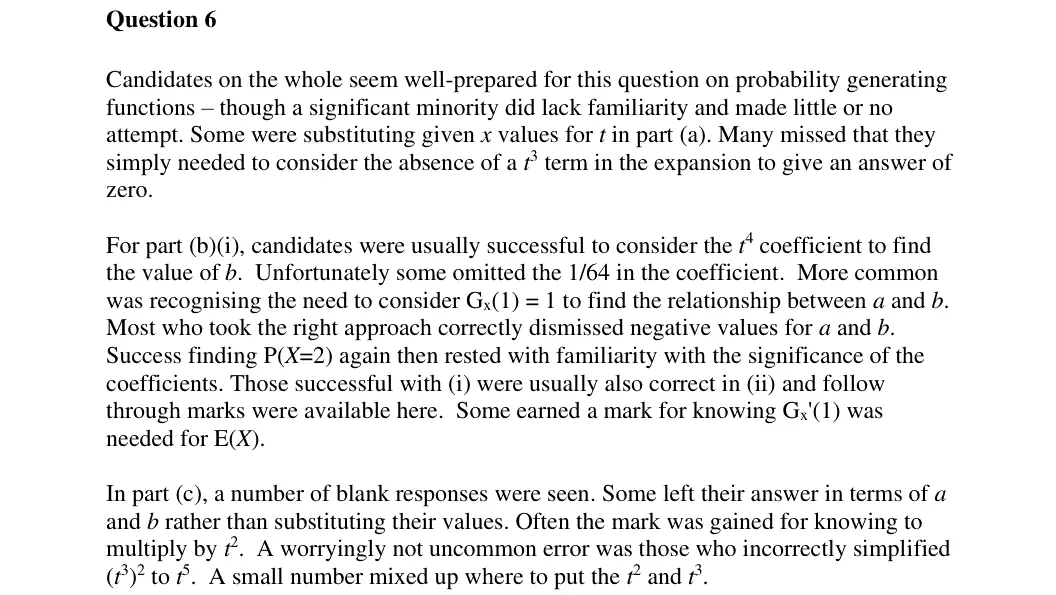 Question 6
Candidates on the whole seem well-prepared for this question on probability generating
functions – though a significant minority did lack familiarity and made little or no
attempt. Some were substituting given x values for t in part (a). Many missed that they
simply needed to consider the absence of a t³ term in the expansion to give an answer of
zero.
For part (b)(i), candidates were usually successful to consider the t⁴ coefficient to find
the value of b.  Unfortunately some omitted the 1/64 in the coefficient.  More common
was recognising the need to consider Gₓ(1) = 1 to find the relationship between a and b.
Most who took the right approach correctly dismissed negative values for a and b.
Success finding P(X=2) again then rested with familiarity with the significance of the
coefficients. Those successful with (i) were usually also correct in (ii) and follow
through marks were available here.  Some earned a mark for knowing Gₓ'(1) was
needed for E(X).
In part (c), a number of blank responses were seen. Some left their answer in terms of a
and b rather than substituting their values. Often the mark was gained for knowing to
multiply by t².  A worryingly not uncommon error was those who incorrectly simplified
(t³)² to t⁵.  A small number mixed up where to put the t² and t³.